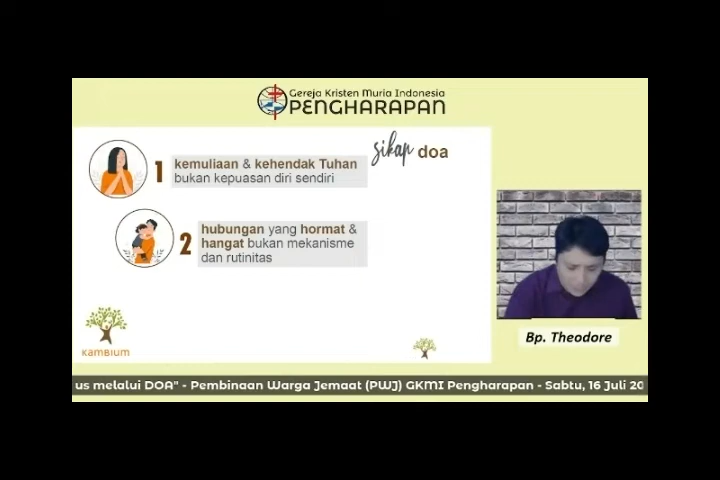 Gereja Kristen Muria Indonesia
PENGHARAPAN
sikap doa
1 kemuliaan & kehendak Tuhan
bukan kepuasan diri sendiri
2 hubungan yang hormat &
hangat bukan mekanisme
dan rutinitas
KAMBIUM
Bp. Theodore
us melalui DOA" - Pembinaan Warga Jemaat (PWJ) GKMI Pengharapan - Sabtu, 16 Juli 20